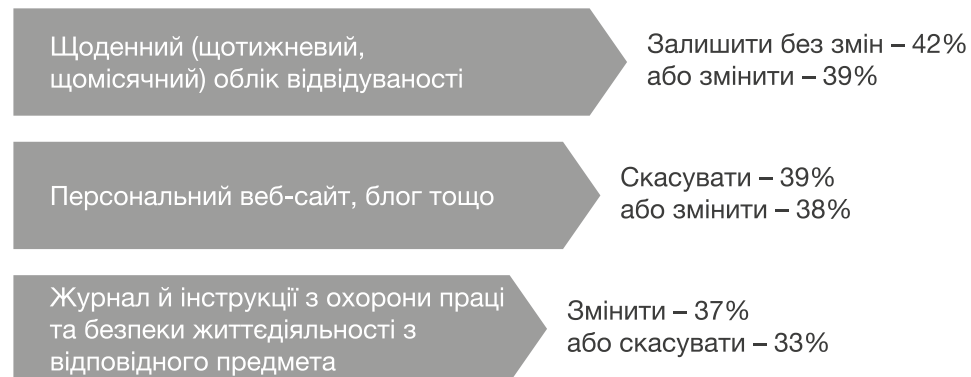 Щоденний (щотижневий,
щомісячний) облік відвідуваності
Залишити без змін – 42%
або змінити – 39%
Персональний веб-сайт, блог тощо
Скасувати – 39%
або змінити – 38%
Журнал й інструкції з охорони праці
та безпеки життєдіяльності з
відповідного предмета
Змінити – 37%
або скасувати – 33%